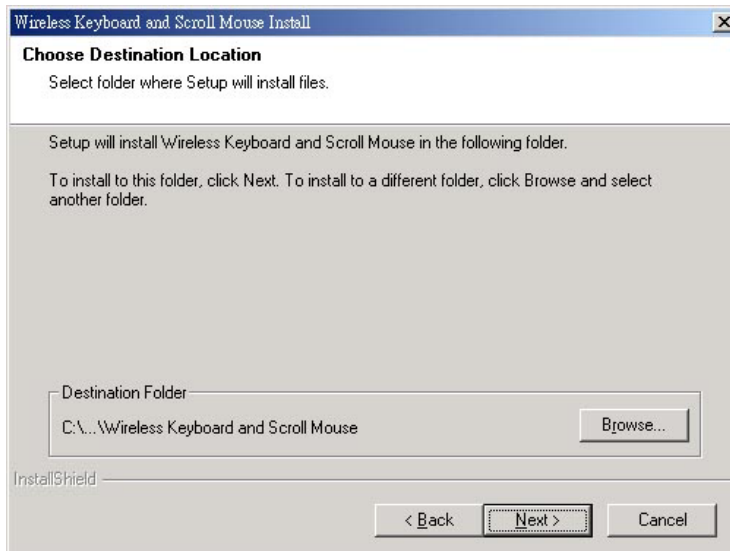 Wireless Keyboard and Scroll Mouse Install
Choose Destination Location
Select folder where Setup will install files.
Setup will install Wireless Keyboard and Scroll Mouse in the following folder.
To install to this folder, click Next. To install to a different folder, click Browse and select
another folder.
Destination Folder
C:\...\Wireless Keyboard and Scroll Mouse
Browse...
InstallShield
< Back
Next >
Cancel